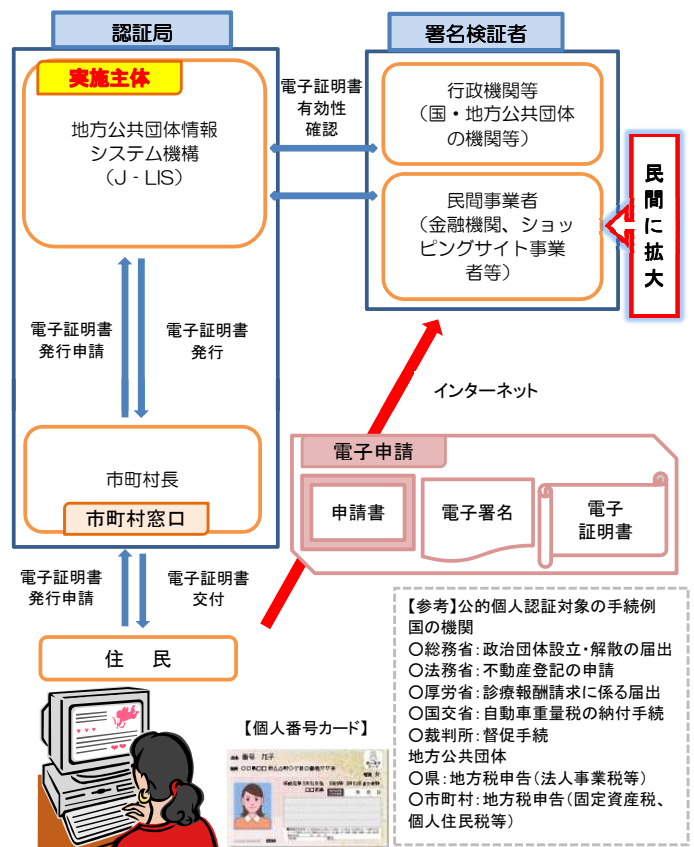 認証局
実施主体
地方公共団体情報
システム機構
（J‐LIS）
電子証明書
発行申請
電子証明書
発行
市町村長
市町村窓口
電子証明書
発行申請
電子証明書
交付
住　民
電子証明書
有効性
確認
署名検証者
行政機関等
（国・地方公共団体
の機関等）
民間事業者
（金融機関、ショッ
ピングサイト事業
者等）
民間に拡大
インターネット
電子申請
申請書
電子署名
電子
証明書
【個人番号カード】
番号　花子
【参考】公的個人認証対象の手続例
国の機関
○総務省：政治団体設立・解散の届出
○法務省：不動産登記の申請
○厚労省：診療報酬請求に係る届出
○国交省：自動車重量税の納付手続
○裁判所：督促手続
地方公共団体
○県：地方税申告（法人事業税等）
○市町村：地方税申告（固定資産税、
個人住民税等）